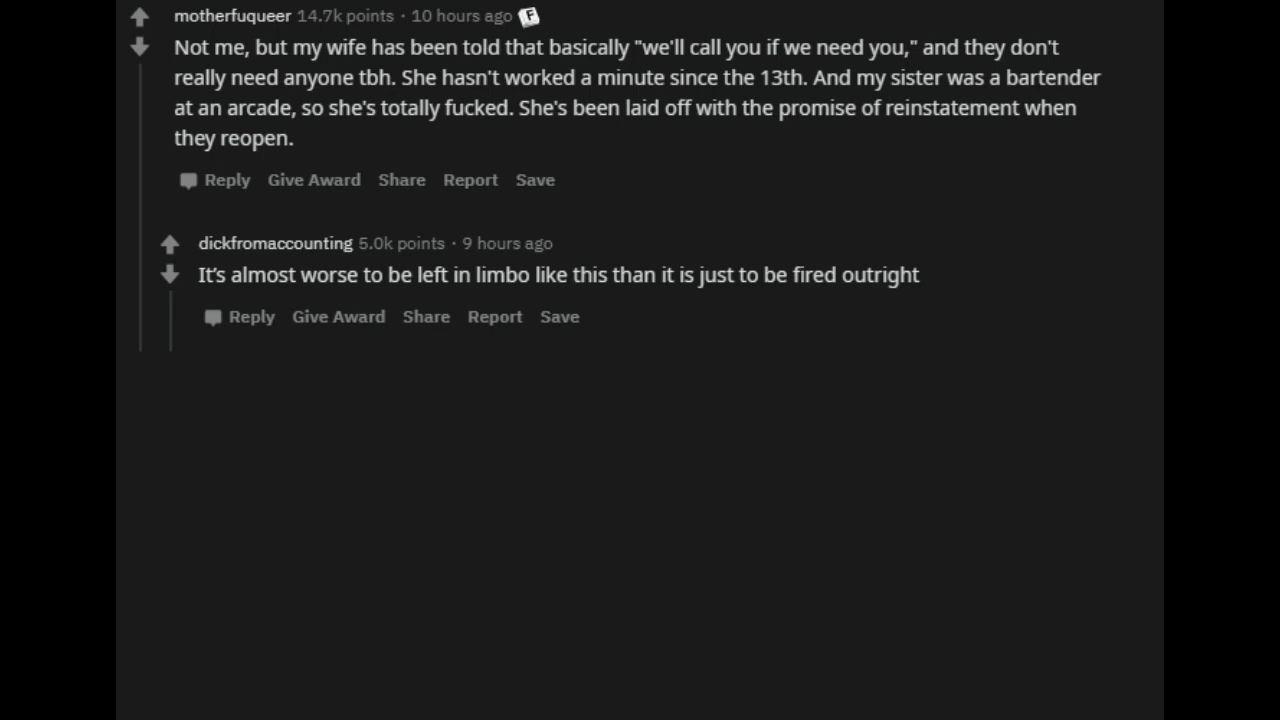 motherfuqueer 14.7k points · 10 hours ago F
Not me, but my wife has been told that basically "we'll call you if we need you," and they don't
really need anyone tbh. She hasn't worked a minute since the 13th. And my sister was a bartender
at an arcade, so she's totally fucked. She's been laid off with the promise of reinstatement when
they reopen.
Reply Give Award Share Report Save
dickfromaccounting 5.0k points · 9 hours ago
It’s almost worse to be left in limbo like this than it is just to be fired outright
Reply Give Award Share Report Save